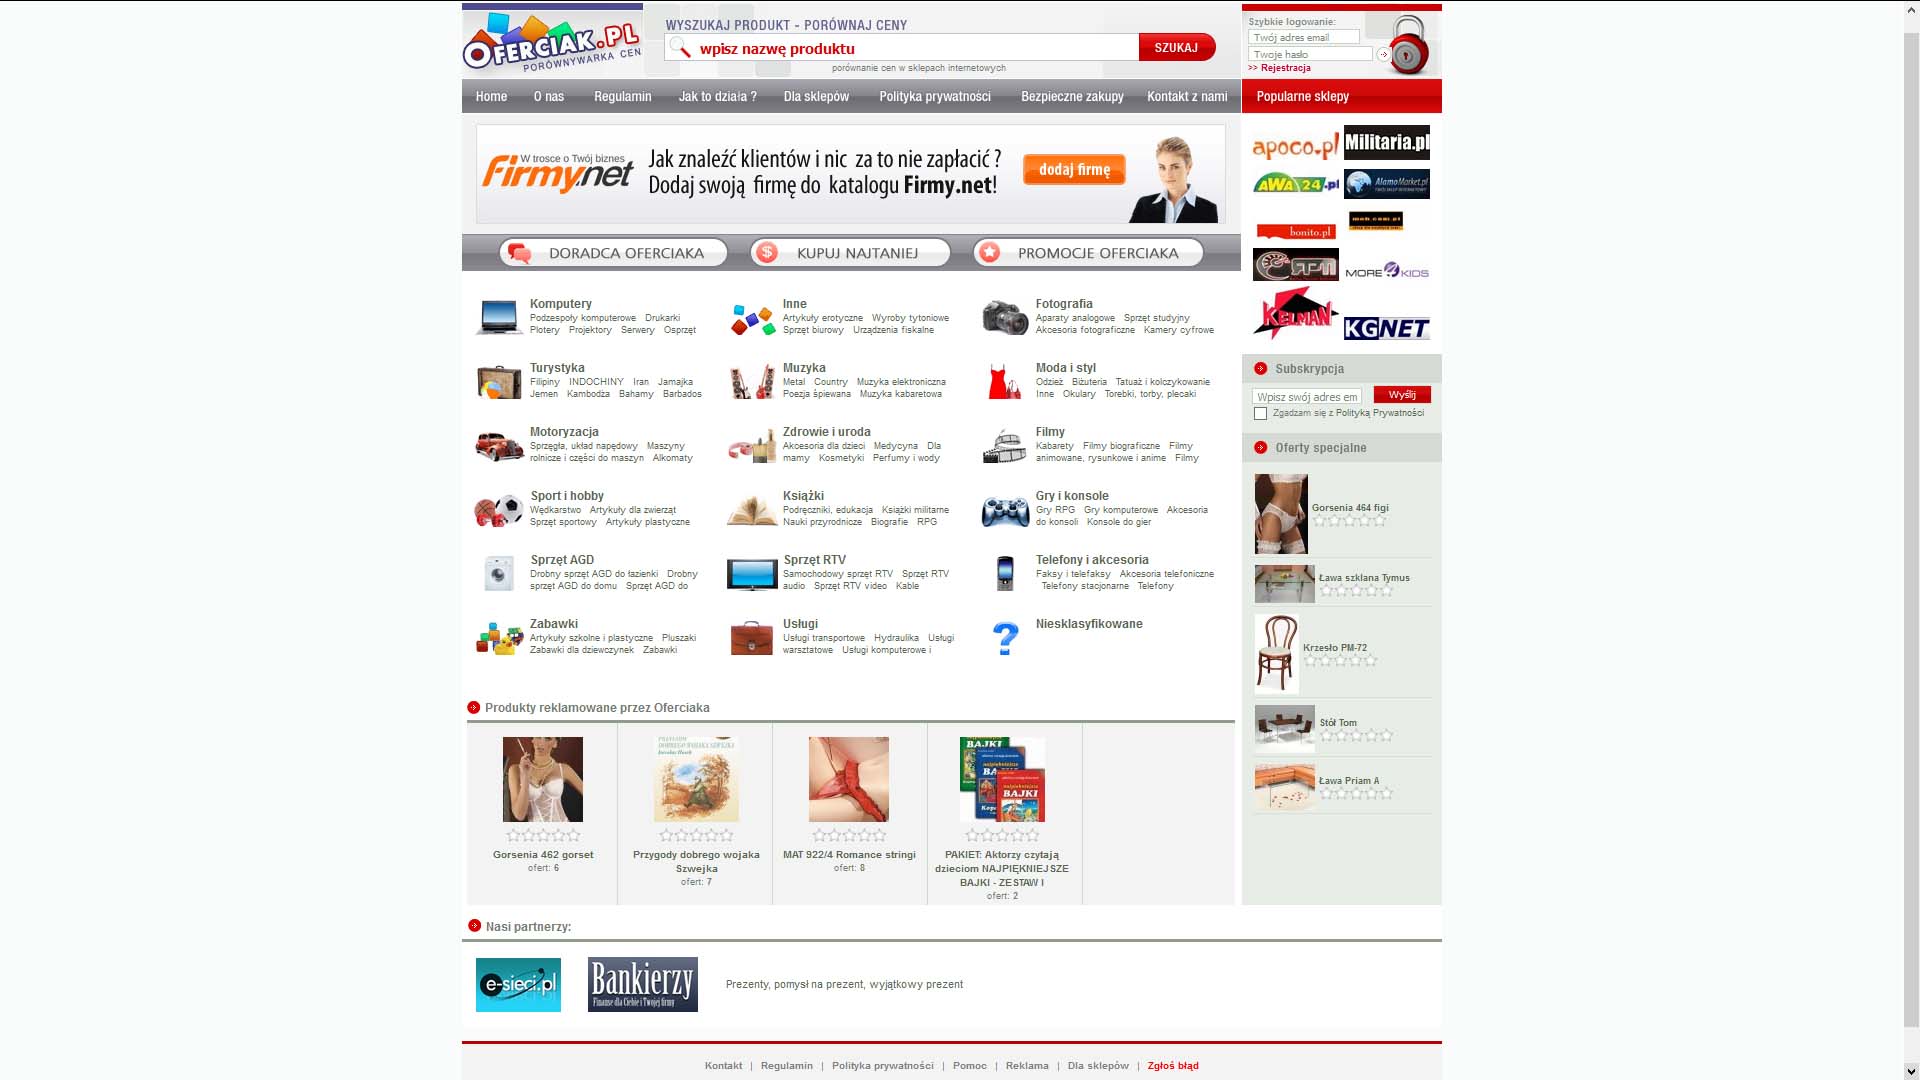 OFERCIAK.PL
PORÓWNYWARKA CEN
WYSZUKAJ PRODUKT - PORÓWNAJ CENY
wpisz nazwę produktu
SZUKAJ
porównanie cen w sklepach internetowych
Szybkie logowanie:
Twój adres email
Twoje hasło
>> Rejestracja
Home O nas Regulamin Jak to działa ? Dla sklepów Polityka prywatności Bezpieczne zakupy Kontakt z nami
Popularne sklepy
W trosce o Twój biznes
Firmy.net
Jak znaleźć klientów i nic za to nie zapłacić ?
Dodaj swoją firmę do katalogu Firmy.net!
dodaj firmę
apoco.pl
Militaria.pl
AWA24.pl
AlamoMarket.pl
bonito.pl
MORE4KIDS
KELMAN
KGNET
DORADCA OFERCIAKA
KUPUJ NAJTANIEJ
PROMOCJE OFERCIAKA
Komputery
Podzespoły komputerowe Drukarki
Plotery Projektory Serwery Osprzęt
Inne
Artykuły erotyczne Wyroby tytoniowe
Sprzęt biurowy Urządzenia fiskalne
Fotografia
Aparaty analogowe Sprzęt studyjny
Akcesoria fotograficzne Kamery cyfrowe
Turystyka
Filipiny INDOCHINY Iran Jamajka
Jemen Kambodża Bahamy Barbados
Muzyka
Metal Country Muzyka elektroniczna
Poezja śpiewana Muzyka kabaretowa
Moda i styl
Odzież Biżuteria Tatuaż i kolczykowanie
Inne Okulary Torebki, torby, plecaki
Motoryzacja
Sprzęgła, układ napędowy Maszyny
rolnicze i części do maszyn Alkomaty
Zdrowie i uroda
Akcesoria dla dzieci Medycyna Dla
mamy Kosmetyki Perfumy i wody
Filmy
Kabarety Filmy biograficzne Filmy
animowane, rysunkowe i anime Filmy
Sport i hobby
Wędkarstwo Artykuły dla zwierząt
Sprzęt sportowy Artykuły plastyczne
Książki
Podręczniki, edukacja Książki militarne
Nauki przyrodnicze Biografie RPG
Gry i konsole
Gry RPG Gry komputerowe Akcesoria
do konsoli Konsole do gier
Sprzęt AGD
Drobny sprzęt AGD do łazienki Drobny
sprzęt AGD do domu Sprzęt AGD do
Sprzęt RTV
Samochodowy sprzęt RTV Sprzęt RTV
audio Sprzęt RTV video Kable
Telefony i akcesoria
Faksy i telefaksy Akcesoria telefoniczne
Telefony stacjonarne Telefony
Zabawki
Artykuły szkolne i plastyczne Pluszaki
Zabawki dla dziewczynek Zabawki
Usługi
Usługi transportowe Hydraulika Usługi
warsztatowe Usługi komputerowe i
Niesklasyfikowane
Subskrypcja
Wpisz swój adres em
Wyślij
Zgadzam się z Polityką Prywatności
Oferty specjalne
Gorsenia 464 figi
Ława szklana Tymus
Krzesło PM-72
Stół Tom
Ława Priam A
Produkty reklamowane przez Oferciaka
Gorsenia 462 gorset
ofert: 6
Przygody dobrego wojaka
Szwejka
ofert: 7
MAT 922/4 Romance stringi
ofert: 8
PAKIET: Aktorzy czytają
dzieciom NAJPIĘKNIEJSZE
BAJKI - ZESTAW I
ofert: 2
Nasi partnerzy:
e-sieci.pl
Bankierzy
Finanse dla Ciebie i Twojej firmy
Prezenty, pomysł na prezent, wyjątkowy prezent
Kontakt | Regulamin | Polityka prywatności | Pomoc | Reklama | Dla sklepów | Zgłoś błąd